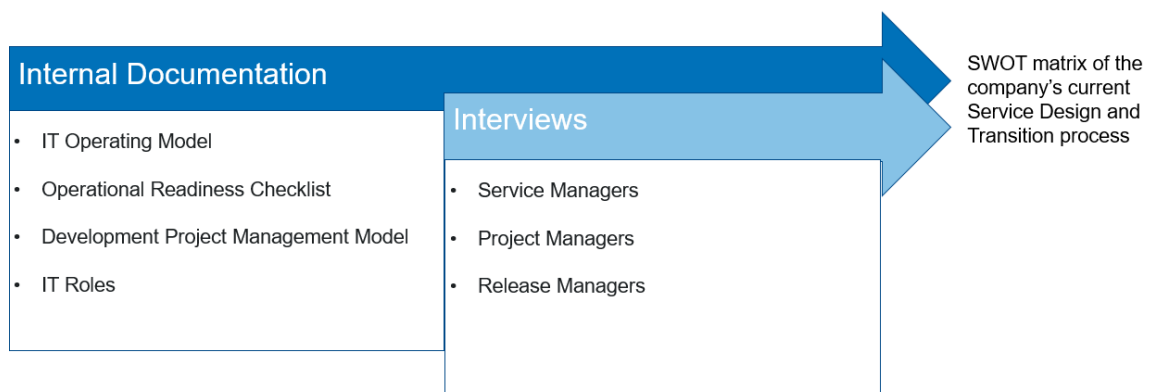 Internal Documentation
• IT Operating Model
• Operational Readiness Checklist
• Development Project Management Model
• IT Roles
Interviews
• Service Managers
• Project Managers
• Release Managers
SWOT matrix of the
company’s current
Service Design and
Transition process